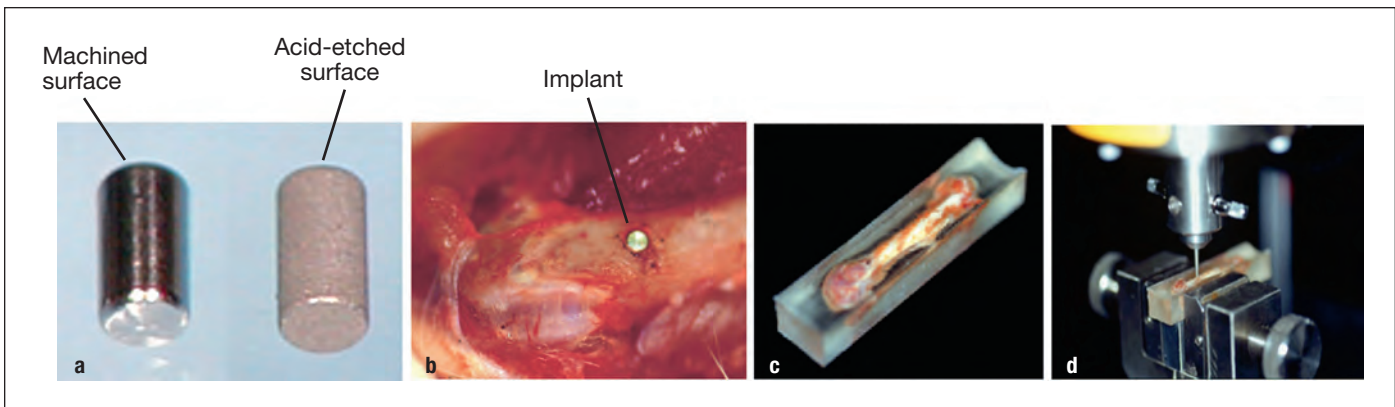 Machined
surface
Acid-etched
surface
Implant
a
b
c
d